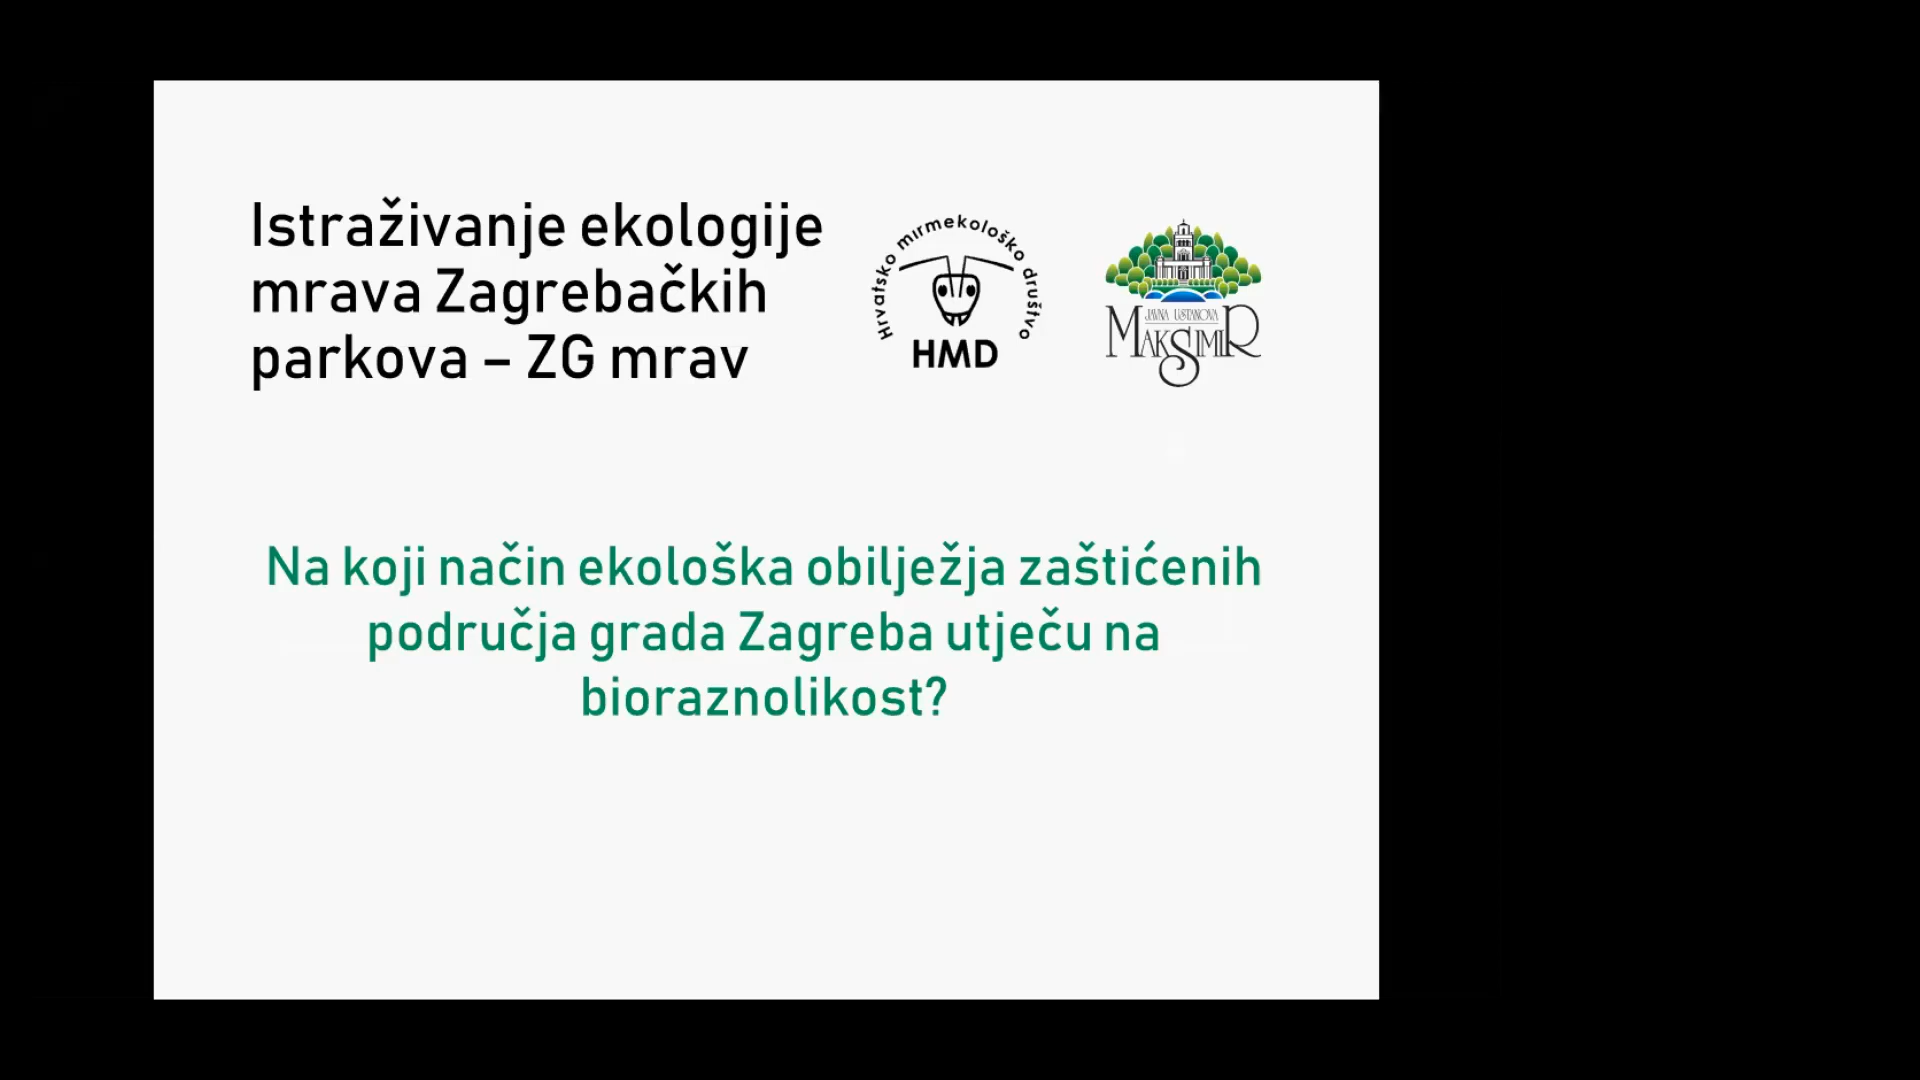 Istraživanje ekologije
mrava Zagrebačkih
parkova – ZG mrav
Hrvatsko mirmekološko društvo
HMD
JAVNA USTANOVA
MAKSIMIR
Na koji način ekološka obilježja zaštićenih
područja grada Zagreba utječu na
bioraznolikost?